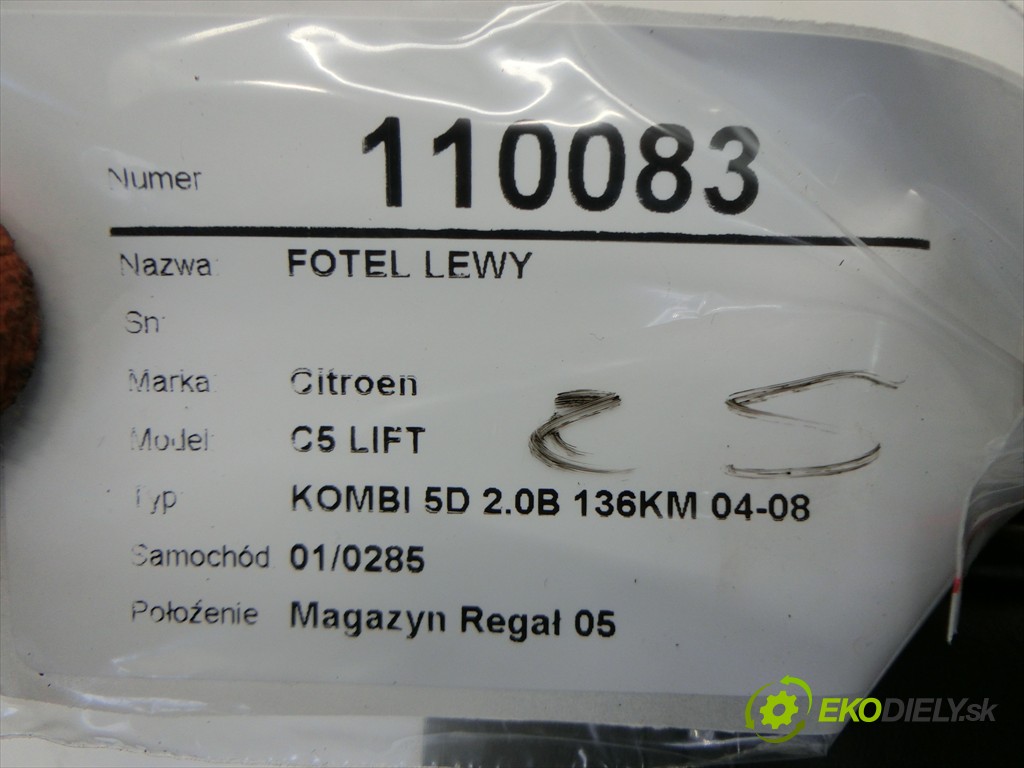 Numer 110083
Nazwa: FOTEL LEWY
Sn:
Marka: Citroen
Model: C5 LIFT
C5
Typ: KOMBI 5D 2.0B 136KM 04-08
Samochód 01/0285
Położenie Magazyn Regał 05
EKODIELY.sk